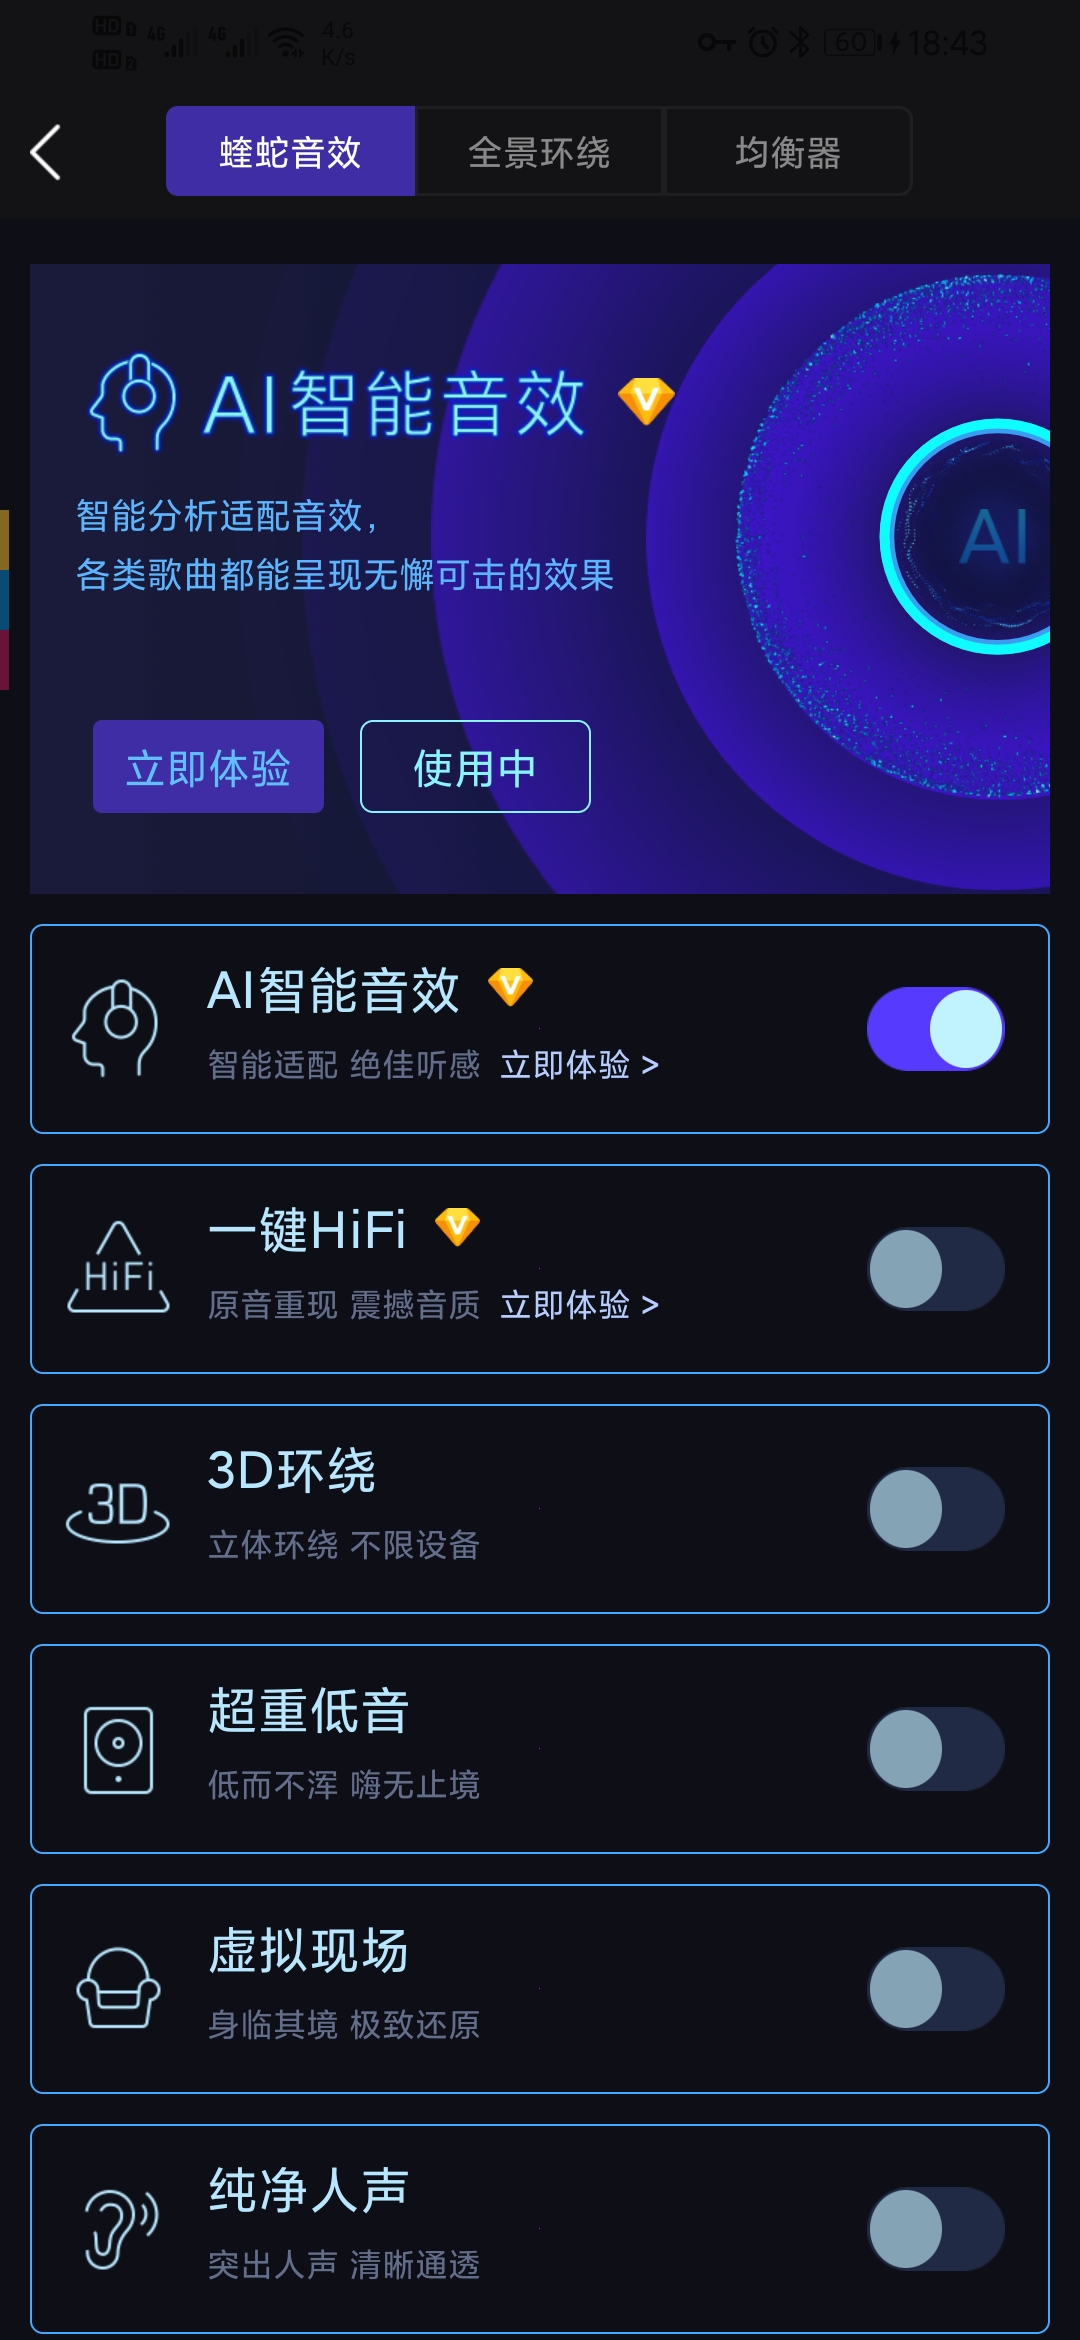 HD 1 4G 4G 4.6
HD 2 K/s
60 18:43
蝰蛇音效 全景环绕 均衡器
AI智能音效
智能分析适配音效，
各类歌曲都能呈现无懈可击的效果
AI
立即体验 使用中
AI智能音效
智能适配 绝佳听感 立即体验 >
一键HiFi
HiFi
原音重现 震撼音质 立即体验 >
3D环绕
3D
立体环绕 不限设备
超重低音
低而不浑 嗨无止境
虚拟现场
身临其境 极致还原
纯净人声
突出人声 清晰通透